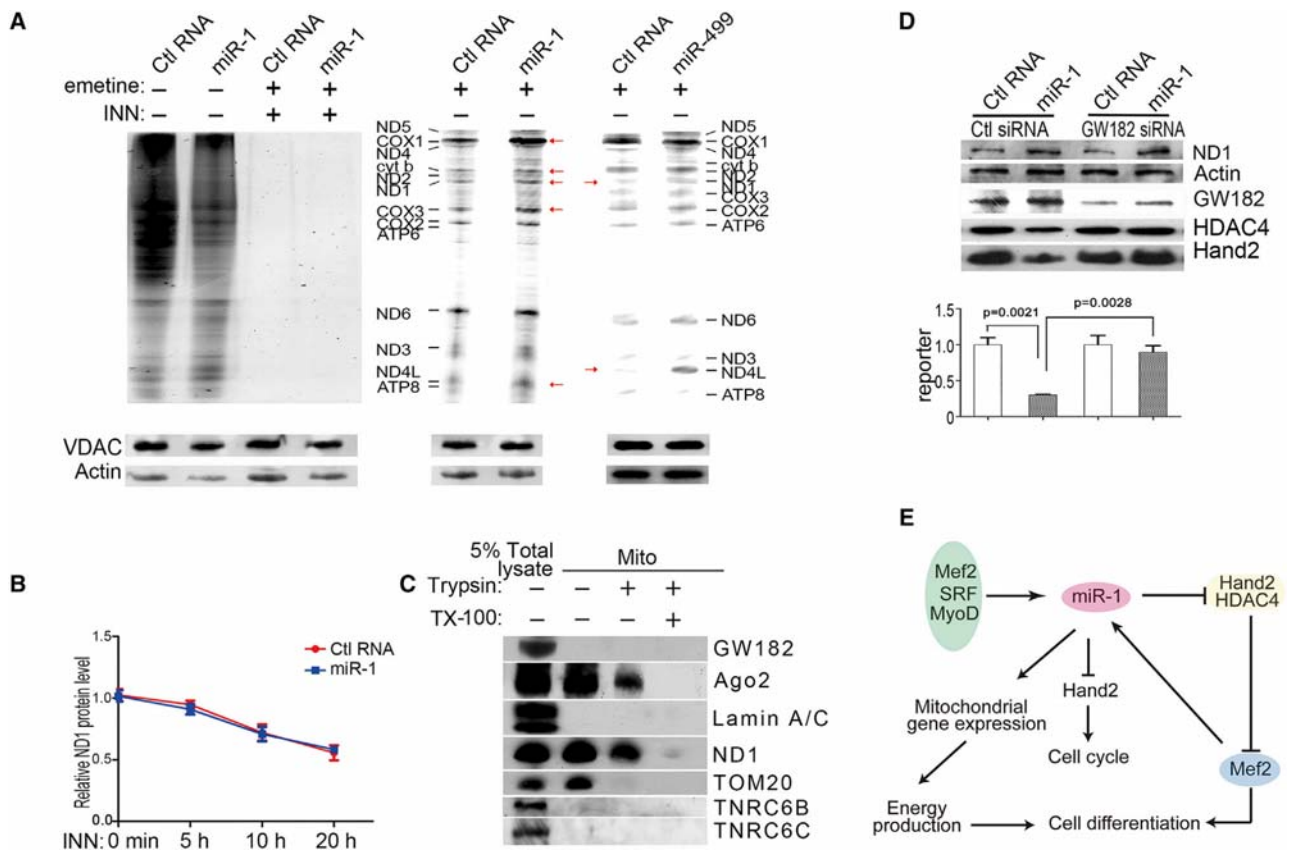 A
Ctl RNA
miR-1
Ctl RNA
miR-1
Ctl RNA
miR-1
Ctl RNA
miR-499
emetine: – – + + + + + +
INN: – – + + – – – –
ND5
COX1
ND4
cyt b
ND2
ND1
COX3
COX2
ATP6
ND6
ND3
ND4L
ATP8
ND5
COX1
ND4
cyt b
ND2
ND1
COX3
COX2
ATP6
ND6
ND3
ND4L
ATP8
VDAC
Actin
B
Relative ND1 protein level
1.5
1.0
0.5
0
Ctl RNA
miR-1
INN: 0 min 5 h 10 h 20 h
C
5% Total
lysate
Mito
Trypsin: – – + +
TX-100: – – – +
GW182
Ago2
Lamin A/C
ND1
TOM20
TNRC6B
TNRC6C
D
Ctl RNA
miR-1
Ctl RNA
miR-1
Ctl siRNA
GW182 siRNA
ND1
Actin
GW182
HDAC4
Hand2
reporter
1.5
1.0
0.5
0
p=0.0021
p=0.0028
E
Mef2
SRF
MyoD
miR-1
Hand2
HDAC4
Mitochondrial
gene expression
Hand2
Cell cycle
Mef2
Energy
production
Cell differentiation